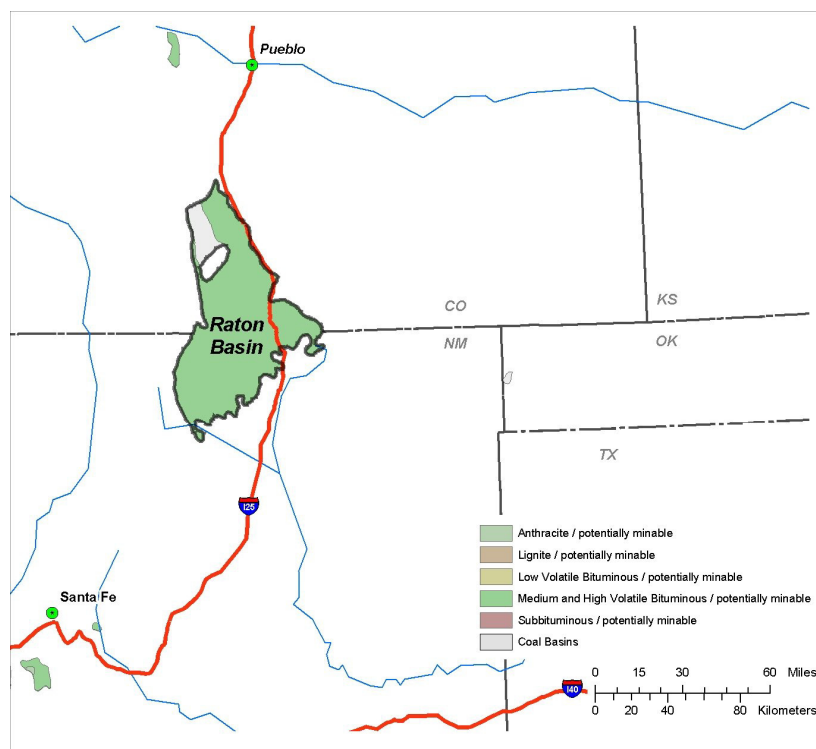 Pueblo
CO
KS
Raton
Basin
NM
OK
TX
125
Anthracite / potentially minable
Lignite / potentially minable
Low Volatile Bituminous / potentially minable
Medium and High Volatile Bituminous / potentially minable
Santa Fe
Subbituminous / potentially minable
Coal Basins
0 15 30 60 Miles
140
0 20 40 80 Kilometers